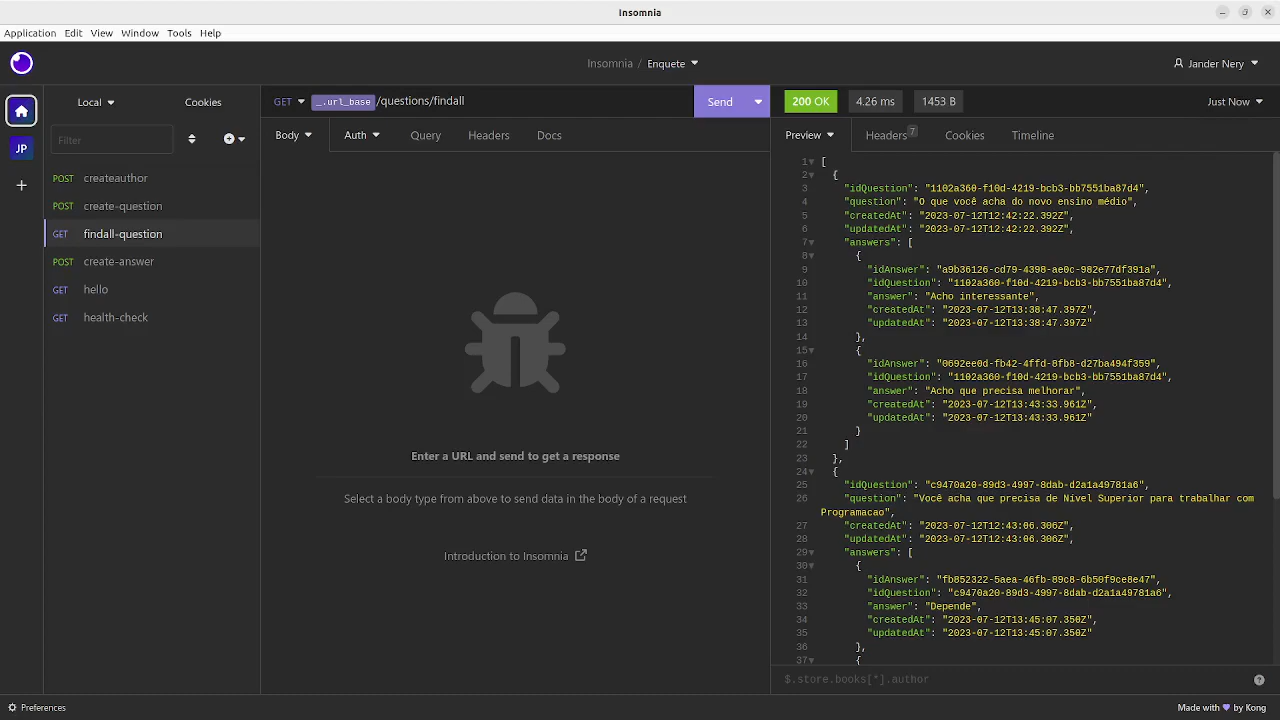 Insomnia
Application Edit View Window Tools Help
Insomnia / Enquete
Jander Nery
Local Cookies
GET _.url_base /questions/findall Send
200 OK 4.26 ms 1453 B Just Now
Filter
Body Auth Query Headers Docs
Preview Headers 7 Cookies Timeline
JP
POST createauthor
POST create-question
GET findall-question
POST create-answer
GET hello
GET health-check
Enter a URL and send to get a response
Select a body type from above to send data in the body of a request
Introduction to Insomnia
1 [
2 {
3 "idQuestion": "1102a360-f10d-4219-bcb3-bb7551ba87d4",
4 "question": "O que você acha do novo ensino médio",
5 "createdAt": "2023-07-12T12:42:22.392Z",
6 "updatedAt": "2023-07-12T12:42:22.392Z",
7 "answers": [
8 {
9 "idAnswer": "a9b36126-cd79-4398-ae0c-982e77df391a",
10 "idQuestion": "1102a360-f10d-4219-bcb3-bb7551ba87d4",
11 "answer": "Acho interessante",
12 "createdAt": "2023-07-12T13:38:47.397Z",
13 "updatedAt": "2023-07-12T13:38:47.397Z"
14 },
15 {
16 "idAnswer": "0692ee0d-fb42-4ffd-8fb8-d27ba494f359",
17 "idQuestion": "1102a360-f10d-4219-bcb3-bb7551ba87d4",
18 "answer": "Acho que precisa melhorar",
19 "createdAt": "2023-07-12T13:43:33.961Z",
20 "updatedAt": "2023-07-12T13:43:33.961Z"
21 }
22 ]
23 },
24 {
25 "idQuestion": "c9470a20-89d3-4997-8dab-d2a1a49781a6",
26 "question": "Você acha que precisa de Nivel Superior para trabalhar com
Programacao",
27 "createdAt": "2023-07-12T12:43:06.306Z",
28 "updatedAt": "2023-07-12T12:43:06.306Z",
29 "answers": [
30 {
31 "idAnswer": "fb852322-5aea-46fb-89c8-6b50f9ce8e47",
32 "idQuestion": "c9470a20-89d3-4997-8dab-d2a1a49781a6",
33 "answer": "Depende",
34 "createdAt": "2023-07-12T13:45:07.350Z",
35 "updatedAt": "2023-07-12T13:45:07.350Z"
36 },
37 {
$.store.books[*].author
Preferences
Made with ♥ by Kong